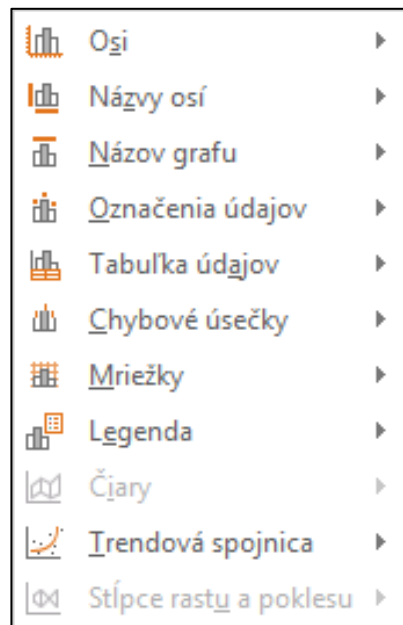 Osi
Názvy osí
Názov grafu
Označenia údajov
Tabuľka údajov
Chybové úsečky
Mriežky
Legenda
Čiary
Trendová spojnica
Stĺpce rastu a poklesu